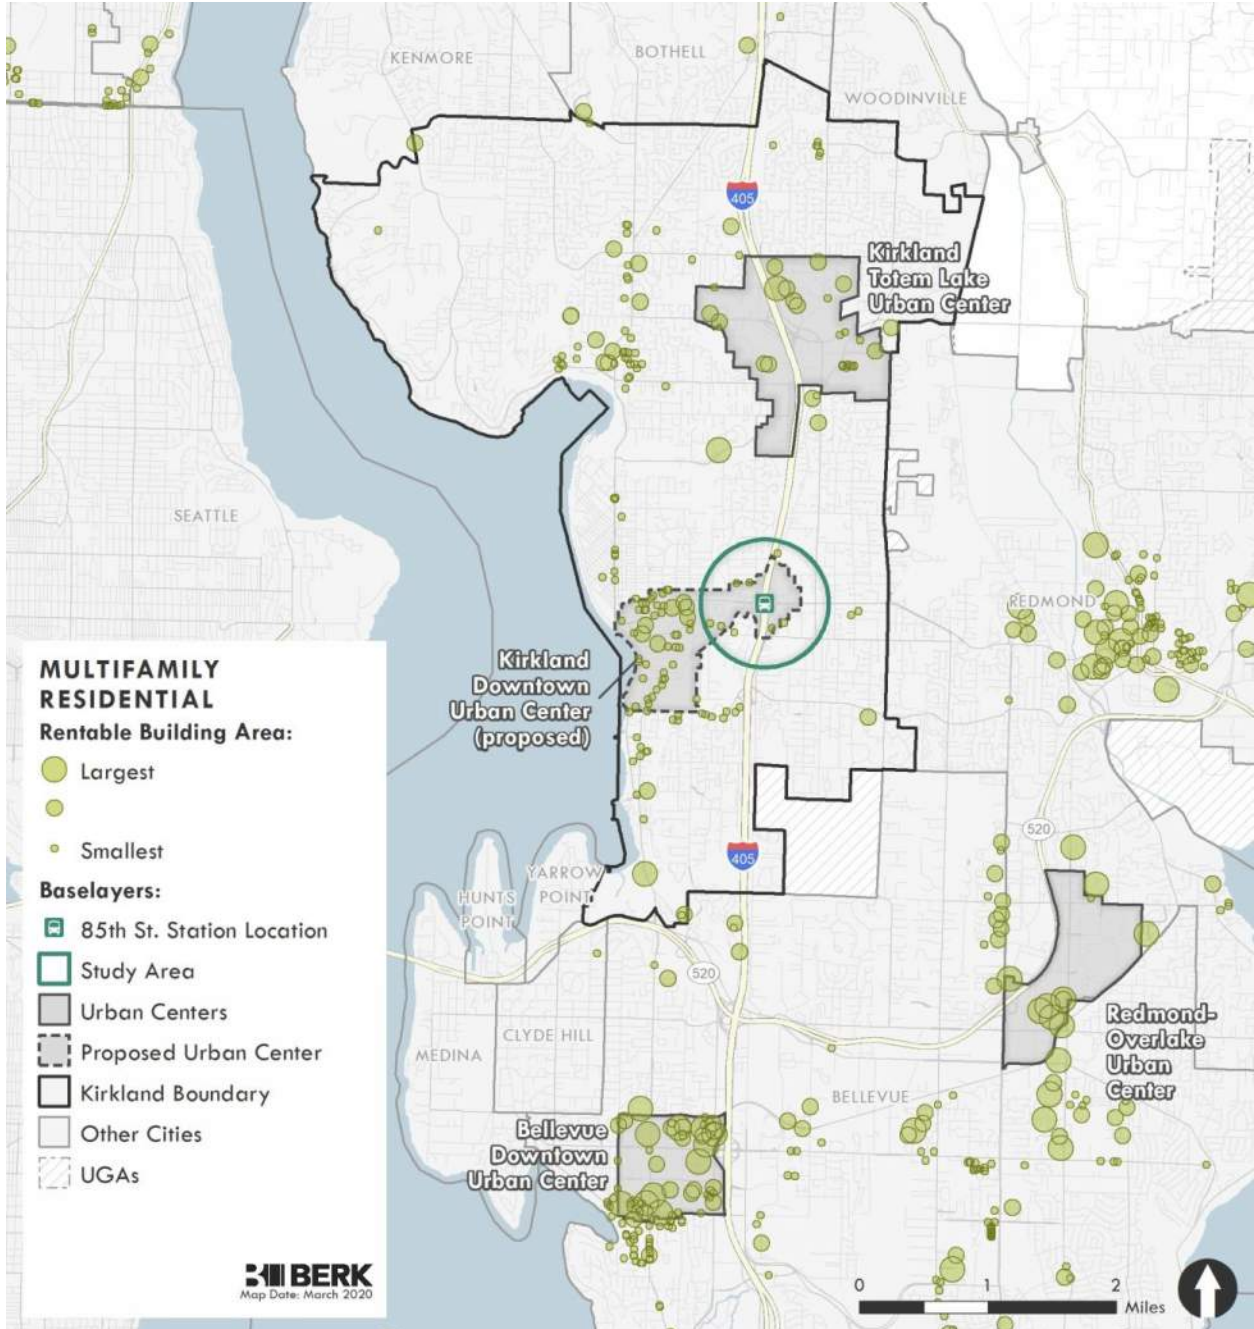 KENMORE
BOTHELL
WOODINVILLE
405
Kirkland
Totem Lake
Urban Center
SEATTLE
REDMOND
Kirkland
Downtown
Urban Center
(proposed)
520
405
YARROW
POINT
HUNTS
POINT
520
CLYDE HILL
MEDINA
BELLEVUE
Redmond-
Overlake
Urban
Center
Bellevue
Downtown
Urban Center
MULTIFAMILY
RESIDENTIAL
Rentable Building Area:
Largest
Smallest
Baselayers:
85th St. Station Location
Study Area
Urban Centers
Proposed Urban Center
Kirkland Boundary
Other Cities
UGAs
BERK
Map Date: March 2020
0 1 2
Miles